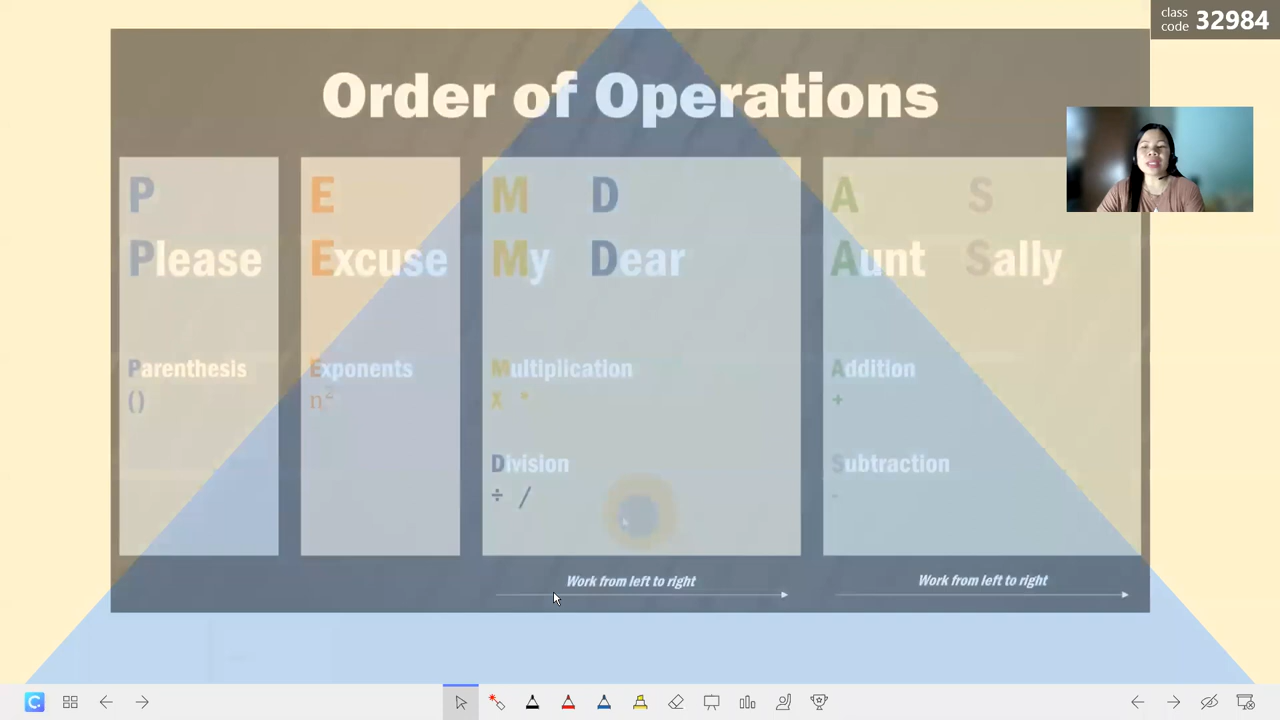 class code 32984
Order of Operations
P E M D A S
Please Excuse My Dear Aunt Sally
Parenthesis
()
Exponents
n²
Multiplication
x *
Division
÷ /
Addition
+
Subtraction
-
Work from left to right
Work from left to right